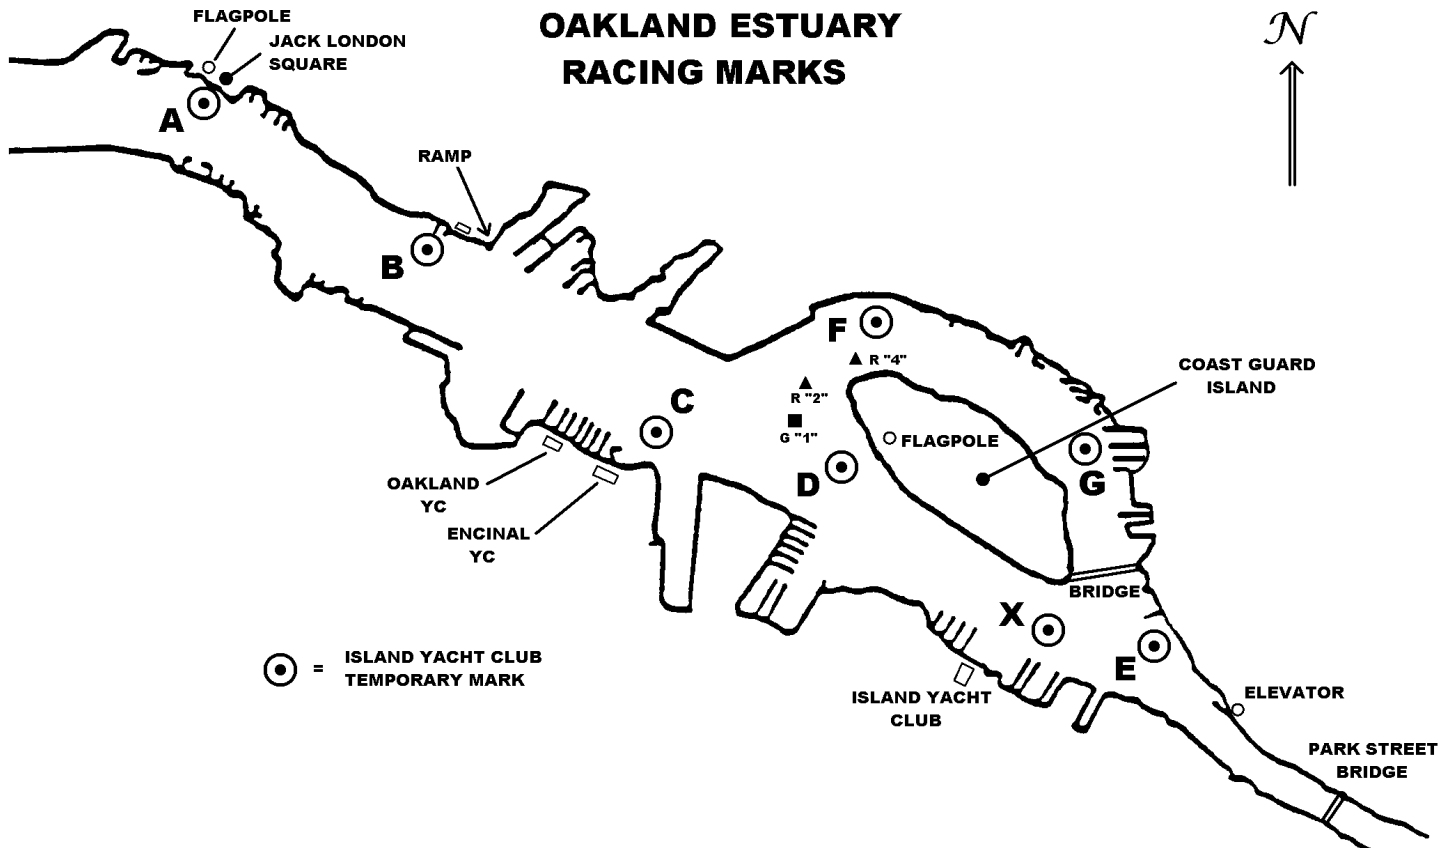 OAKLAND ESTUARY
RACING MARKS
N
FLAGPOLE
JACK LONDON
SQUARE
A
RAMP
B
F
R "4"
COAST GUARD
ISLAND
R "2"
C
G "1"
FLAGPOLE
D
G
OAKLAND
YC
ENCINAL
YC
BRIDGE
X
E
= ISLAND YACHT CLUB
TEMPORARY MARK
ISLAND YACHT
CLUB
ELEVATOR
PARK STREET
BRIDGE